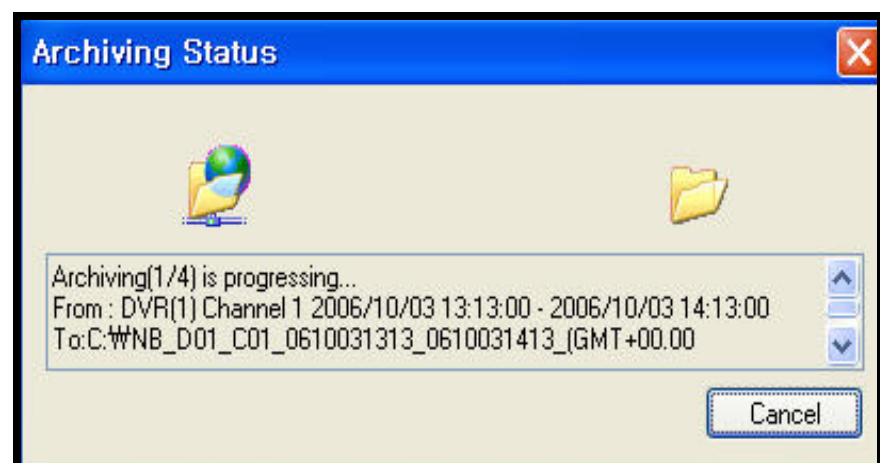 Archiving Status
Archiving(1/4) is progressing...
From : DVR(1) Channel 1 2006/10/03 13:13:00 - 2006/10/03 14:13:00
To:C:₩NB_D01_C01_0610031313_0610031413_(GMT+00.00
Cancel